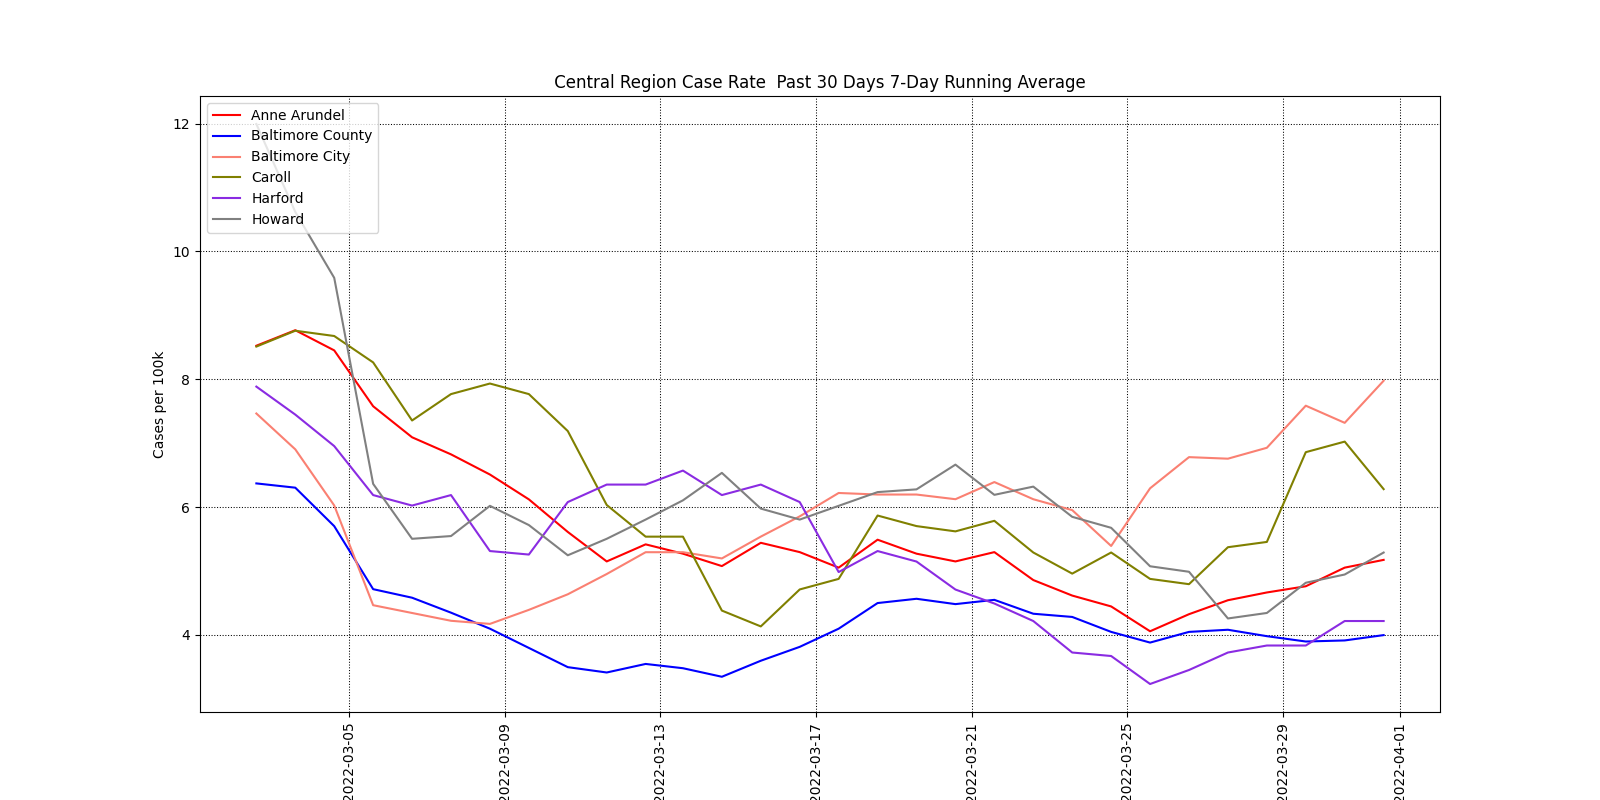 Central Region Case Rate  Past 30 Days 7-Day Running Average
Anne Arundel
Baltimore County
Baltimore City
Caroll
Harford
Howard
Cases per 100k
12
10
8
6
4
2022-03-05
2022-03-09
2022-03-13
2022-03-17
2022-03-21
2022-03-25
2022-03-29
2022-04-01